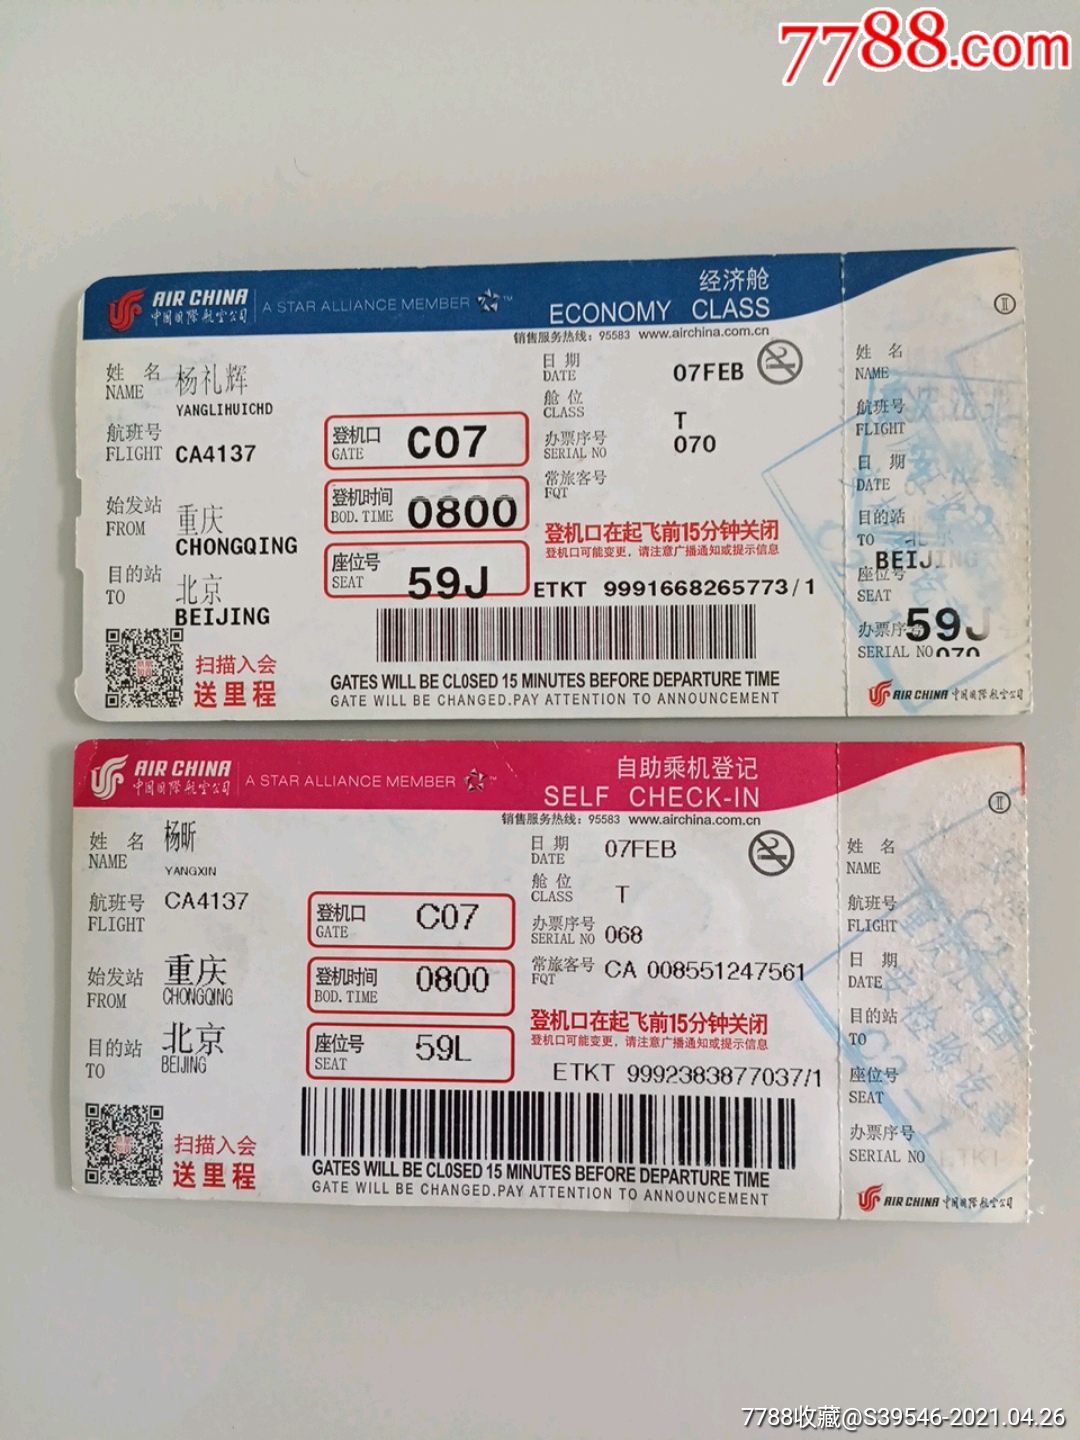 7788.com
AIR CHINA
中国国际航空公司
A STAR ALLIANCE MEMBER
经济舱
ECONOMY CLASS
销售服务热线：95583 www.airchina.com.cn
姓 名
NAME
杨礼辉
YANGLIHUICHD
日 期
DATE
07FEB
舱 位
CLASS
T
航班号
FLIGHT
CA4137
登机口
GATE
C07
办票序号
SERIAL NO
070
常旅客号
FQT
登机时间
BOD. TIME
0800
始发站
FROM
重庆
CHONGQING
登机口在起飞前15分钟关闭
登机口可能变更，请注意广播通知或提示信息
座位号
SEAT
59J
目的站
TO
北京
BEIJING
ETKT 9991668265773/1
扫描入会
送里程
GATES WILL BE CLOSED 15 MINUTES BEFORE DEPARTURE TIME
GATE WILL BE CHANGED.PAY ATTENTION TO ANNOUNCEMENT
II
姓 名
NAME
航班号
FLIGHT
日 期
DATE
目的站
TO
北京
BEIJING
座位号
SEAT
59J
办票序号
SERIAL NO 070
AIR CHINA 中国国际航空公司
AIR CHINA
中国国际航空公司
A STAR ALLIANCE MEMBER
自助乘机登记
SELF CHECK-IN
销售服务热线：95583 www.airchina.com.cn
姓 名
NAME
杨昕
YANGXIN
日 期
DATE
07FEB
舱 位
CLASS
T
航班号
FLIGHT
CA4137
登机口
GATE
C07
办票序号
SERIAL NO
068
常旅客号
FQT
CA 008551247561
登机时间
BOD. TIME
0800
始发站
FROM
重庆
CHONGQING
登机口在起飞前15分钟关闭
登机口可能变更，请注意广播通知或提示信息
座位号
SEAT
59L
目的站
TO
北京
BEIJING
ETKT 9992383877037/1
扫描入会
送里程
GATES WILL BE CLOSED 15 MINUTES BEFORE DEPARTURE TIME
GATE WILL BE CHANGED.PAY ATTENTION TO ANNOUNCEMENT
II
姓 名
NAME
航班号
FLIGHT
日 期
DATE
目的站
TO
座位号
SEAT
办票序号
SERIAL NO
ETKT
AIR CHINA 中国国际航空公司
7788收藏@S39546-2021.04.26